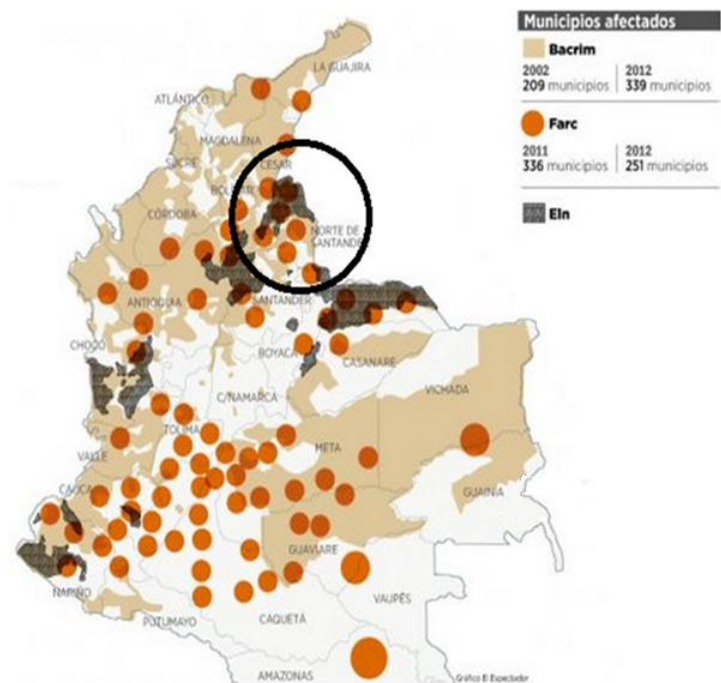 Municipios afectados
Bacrim
2002 2012
209 municipios 339 municipios
Farc
2011 2012
336 municipios 251 municipios
Eln
LA GUAJIRA
ATLÁNTICO
MAGDALENA
CESAR
SUCRE
BOLÍVAR
CÓRDOBA
NORTE DE
SANTANDER
ANTIOQUIA
SANTANDER
CHOCÓ
BOYACÁ
CASANARE
C/NAMARCA
VICHADA
TOLIMA
VALLE
META
CAUCA
GUAINÍA
GUAVIARE
NARIÑO
VAUPÉS
CAQUETÁ
PUTUMAYO
AMAZONAS
Gráfico El Espectador